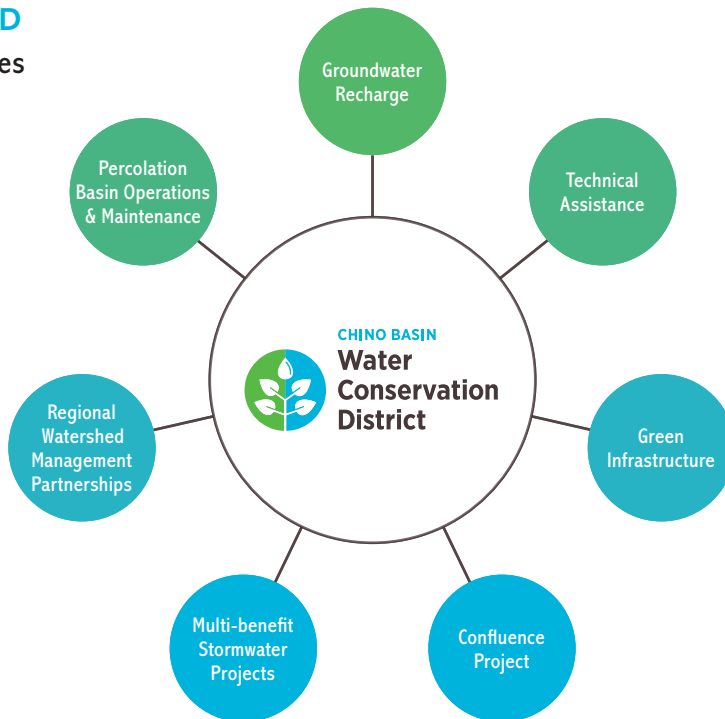 D
es
Groundwater
Recharge
Percolation
Basin Operations
& Maintenance
Technical
Assistance
CHINO BASIN
Water
Conservation
District
Regional
Watershed
Management
Partnerships
Green
Infrastructure
Multi-benefit
Stormwater
Projects
Confluence
Project